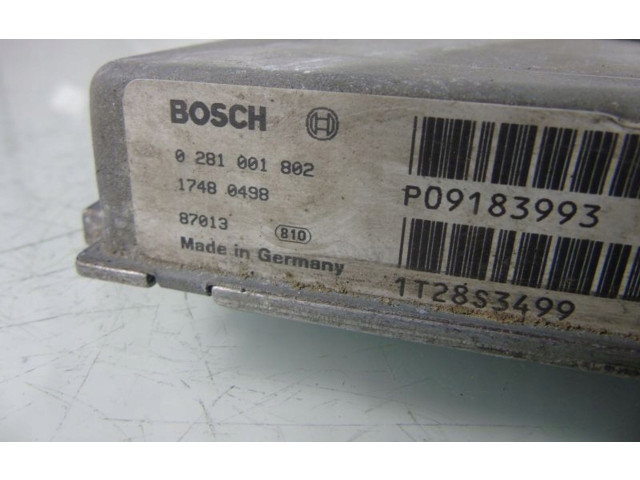 BOSCH
0 281 001 802
1748 0498
87013 810
Made in Germany
P09183993
1T28S3499